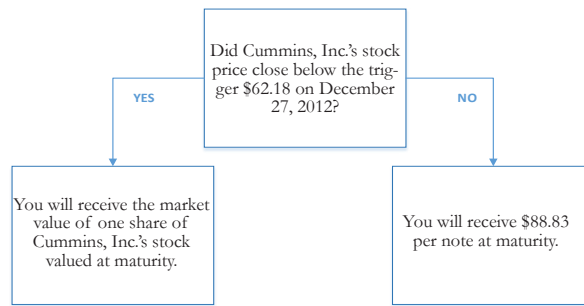 Did Cummins, Inc.'s stock
price close below the trig-
ger $62.18 on December
27, 2012?
YES
NO
You will receive the market
value of one share of
Cummins, Inc.'s stock
valued at maturity.
You will receive $88.83
per note at maturity.